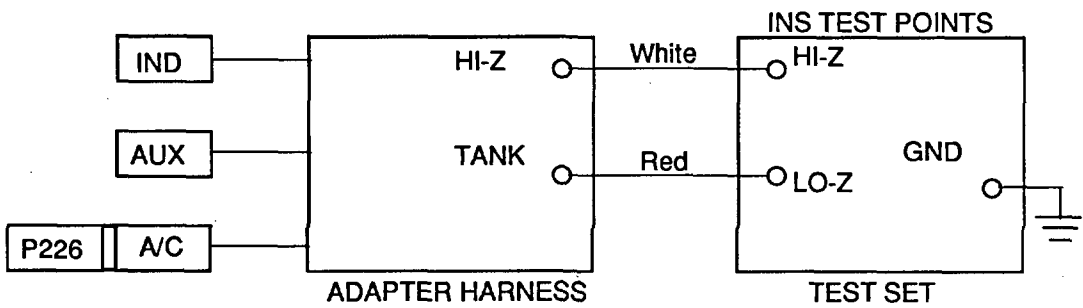 INS TEST POINTS
IND
HI-Z
White
HI-Z
AUX
TANK
Red
LO-Z
GND
P226
A/C
ADAPTER HARNESS
TEST SET